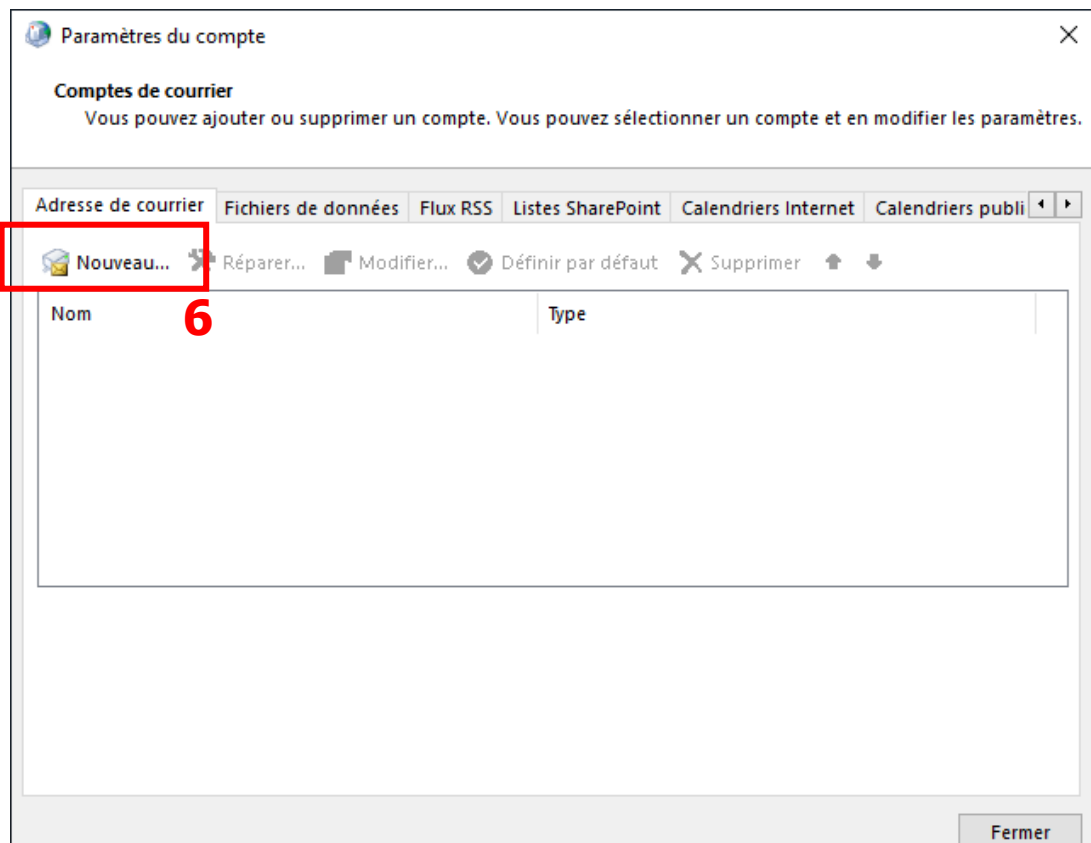 Paramètres du compte
Comptes de courrier
Vous pouvez ajouter ou supprimer un compte. Vous pouvez sélectionner un compte et en modifier les paramètres.
Adresse de courrier Fichiers de données Flux RSS Listes SharePoint Calendriers Internet Calendriers publi
Nouveau... Réparer... Modifier... Définir par défaut Supprimer
6
Nom Type
Fermer